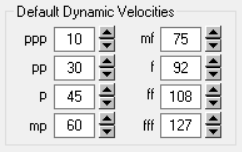 Default Dynamic Velocities
ppp 10 mf 75
pp 30 f 92
p 45 ff 108
mp 60 fff 127